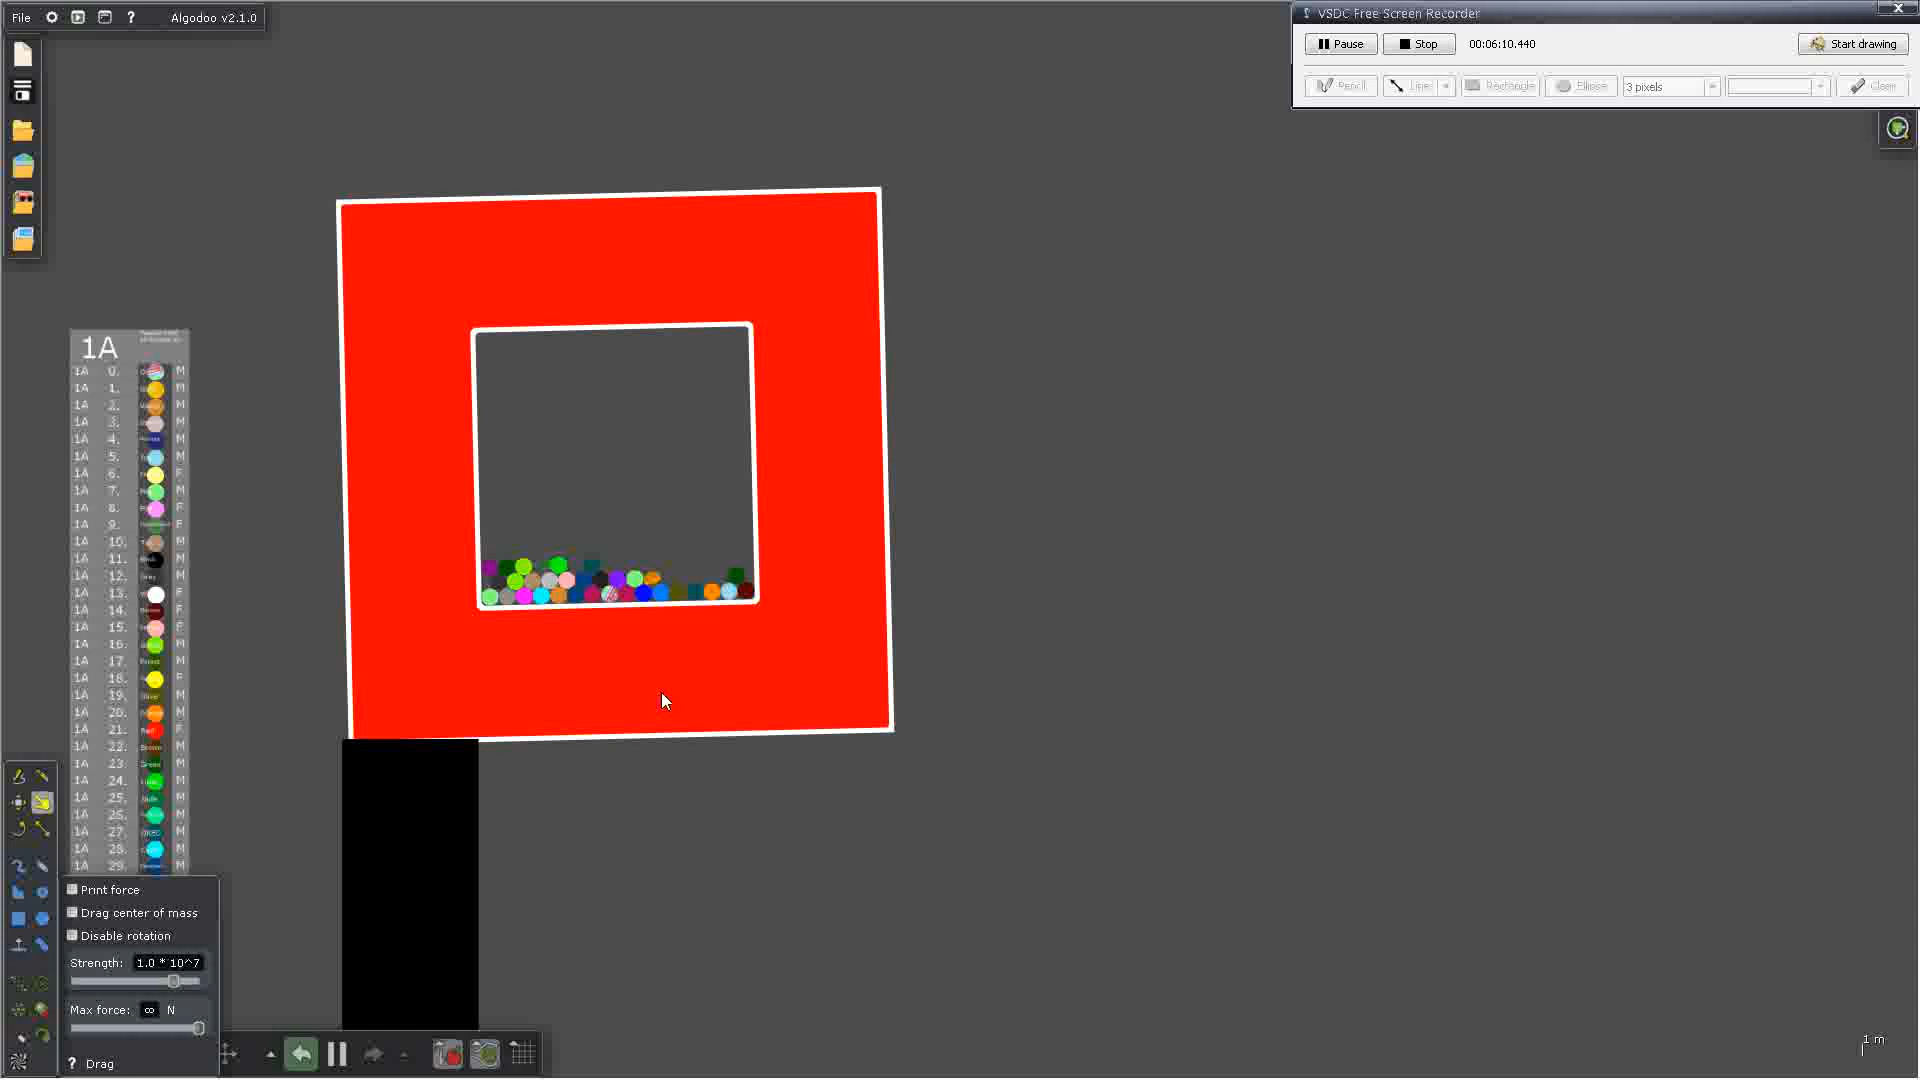 File ? Algodoo v2.1.0
VSDC Free Screen Recorder
Pause Stop 00:06:10.440 Start drawing
Pencil Line Rectangle Ellipse 3 pixels Clean
1A
1A 0. M
1A 1. M
1A 2. M
1A 3. M
1A 4. M
1A 5. M
1A 6. F
1A 7. M
1A 8. F
1A 9. F
1A 10. M
1A 11. M
1A 12. M
1A 13. M
1A 14. M
1A 15. F
1A 16. M
1A 17. M
1A 18. F
1A 19. M
1A 20. M
1A 21. F
1A 22. M
1A 23. M
1A 24. M
1A 25. M
1A 26. M
1A 27. M
1A 28. M
1A 29. M
Print force
Drag center of mass
Disable rotation
Strength: 1.0 * 10^7
Max force: ∞ N
? Drag
1 m